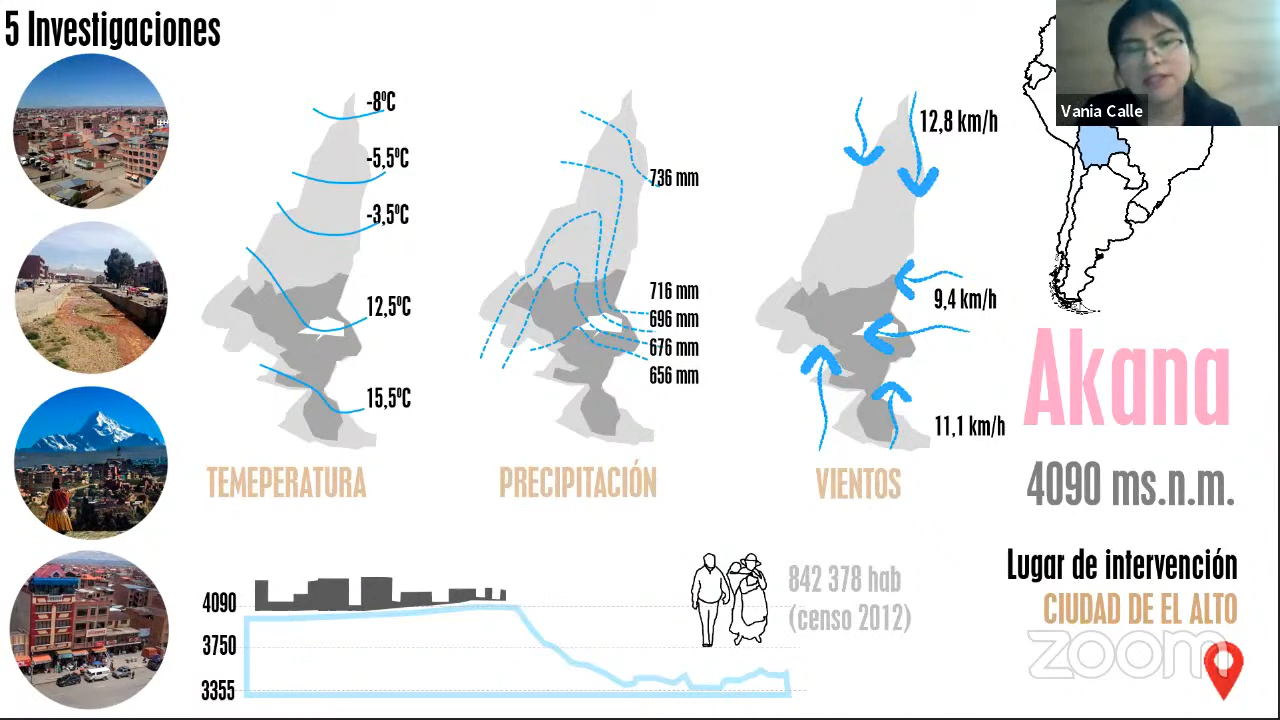 5 Investigaciones
Vania Calle
-8ºC
-5,5ºC
-3,5ºC
12,5ºC
15,5ºC
TEMEPERATURA
736 mm
716 mm
696 mm
676 mm
656 mm
PRECIPITACIÓN
12,8 km/h
9,4 km/h
11,1 km/h
VIENTOS
Akana
4090 ms.n.m.
Lugar de intervención
CIUDAD DE EL ALTO
zoom
842 378 hab
(censo 2012)
4090
3750
3355